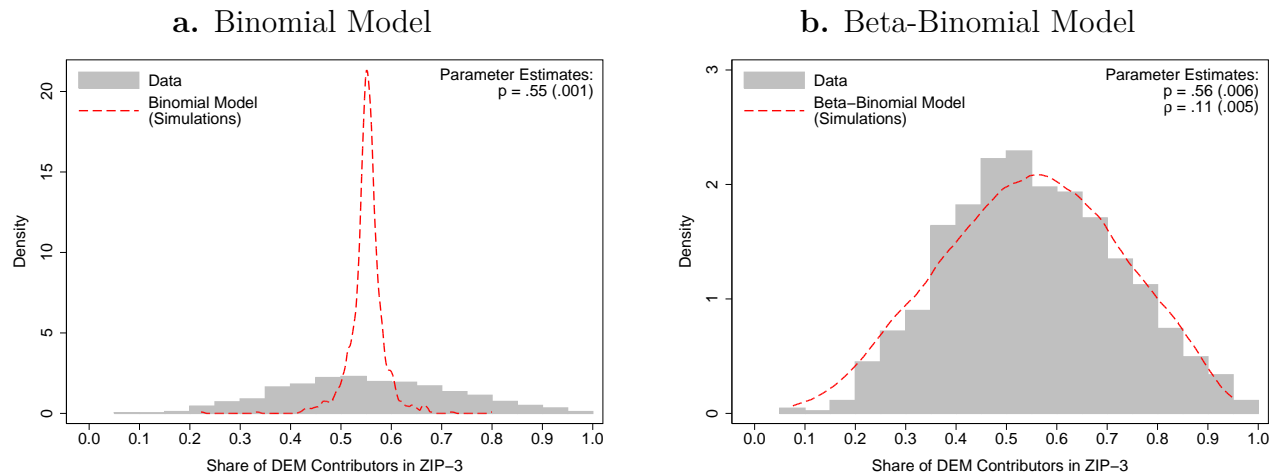 a. Binomial Model
Data
Binomial Model
(Simulations)
Parameter Estimates:
p = .55 (.001)
Density
20
15
10
5
0
0.0 0.1 0.2 0.3 0.4 0.5 0.6 0.7 0.8 0.9 1.0
Share of DEM Contributors in ZIP−3
b. Beta-Binomial Model
Data
Beta−Binomial Model
(Simulations)
Parameter Estimates:
p = .56 (.006)
ρ = .11 (.005)
Density
3
2
1
0
0.0 0.1 0.2 0.3 0.4 0.5 0.6 0.7 0.8 0.9 1.0
Share of DEM Contributors in ZIP−3